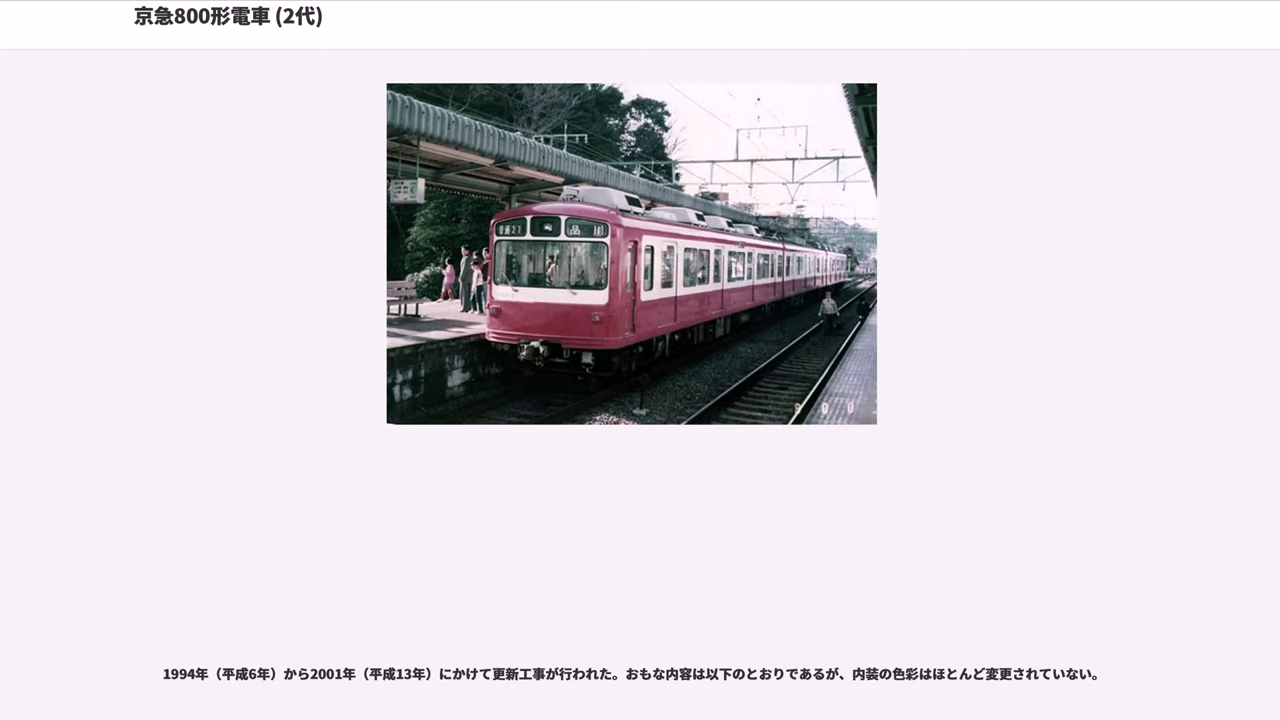 京急800形電車 (2代)
品川
1994年（平成6年）から2001年（平成13年）にかけて更新工事が行われた。おもな内容は以下のとおりであるが、内装の色彩はほとんど変更されていない。